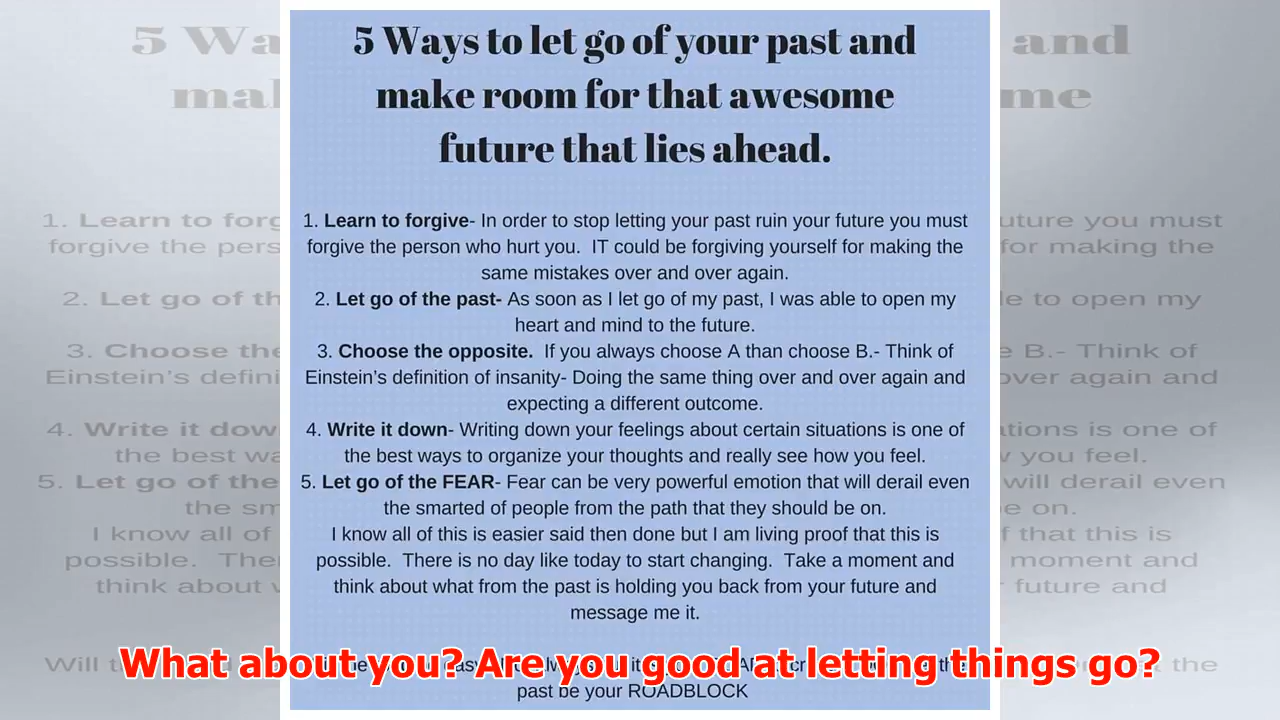 5 Ways to let go of your past and
make room for that awesome
future that lies ahead.
1. Learn to forgive- In order to stop letting your past ruin your future you must
forgive the person who hurt you. IT could be forgiving yourself for making the
same mistakes over and over again.
2. Let go of the past- As soon as I let go of my past, I was able to open my
heart and mind to the future.
3. Choose the opposite. If you always choose A than choose B.- Think of
Einstein's definition of insanity- Doing the same thing over and over again and
expecting a different outcome.
4. Write it down- Writing down your feelings about certain situations is one of
the best ways to organize your thoughts and really see how you feel.
5. Let go of the FEAR- Fear can be very powerful emotion that will derail even
the smarted of people from the path that they should be on.
I know all of this is easier said then done but I am living proof that this is
possible. There is no day like today to start changing. Take a moment and
think about what from the past is holding you back from your future and
message me it.
What about you? Are you good at letting things go?
past be your ROADBLOCK